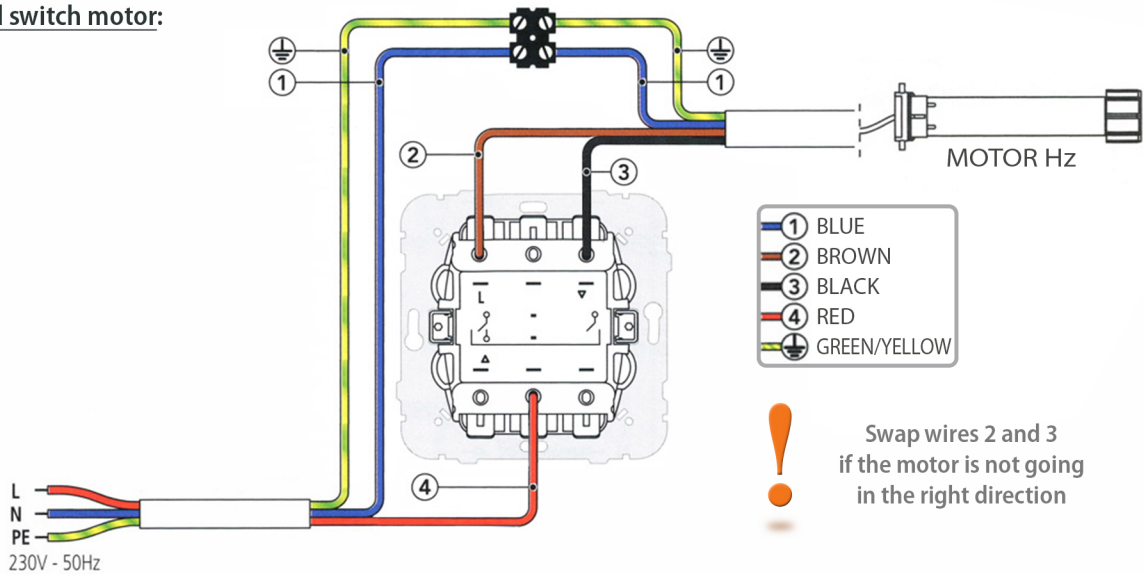 l switch motor:
1
1
2
3
MOTOR Hz
L
1 BLUE
2 BROWN
3 BLACK
4 RED
GREEN/YELLOW
Swap wires 2 and 3
if the motor is not going
in the right direction
4
L
N
PE
230V - 50Hz